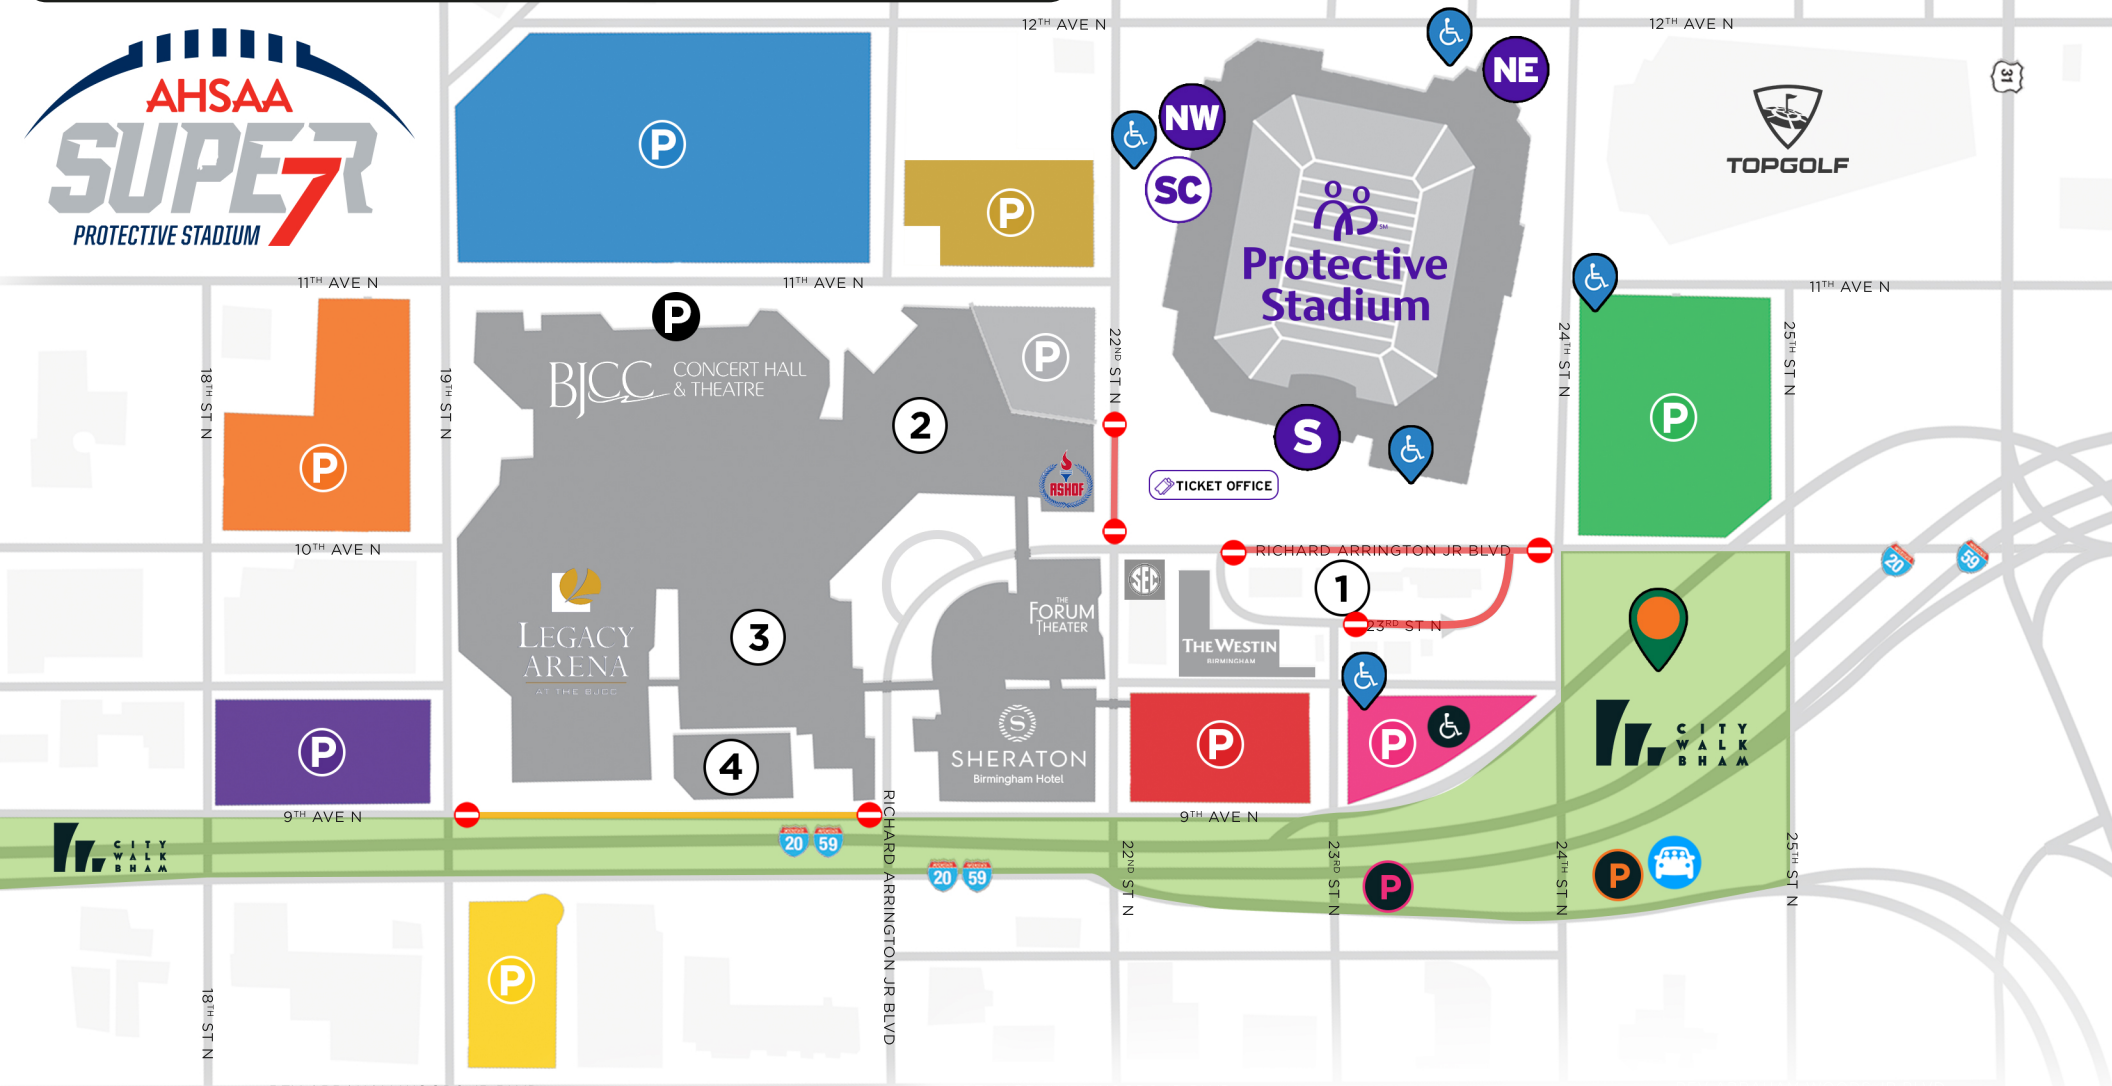 12TH AVE N
12TH AVE N
31
AHSAA
SUPER
7
PROTECTIVE STADIUM
P
P
NW
SC
NE
Protective
Stadium
SM
TOPGOLF
11TH AVE N
11TH AVE N
11TH AVE N
P
BJCC
CONCERT HALL
& THEATRE
P
22ND ST N
24TH ST N
25TH ST N
18TH ST N
19TH ST N
P
2
P
S
ASHOF
TICKET OFFICE
P
10TH AVE N
RICHARD ARRINGTON JR BLVD
1
23RD ST N
20
59
SEC
THE
FORUM
THEATER
THE WESTIN
BIRMINGHAM
LEGACY
ARENA
AT THE BJCC
3
4
S
SHERATON
Birmingham Hotel
P
P
P
CITY
WALK
BHAM
9TH AVE N
9TH AVE N
CITY
WALK
BHAM
20
59
20
59
RICHARD ARRINGTON JR BLVD
22ND ST N
23RD ST N
P
24TH ST N
P
25TH ST N
P
18TH ST N